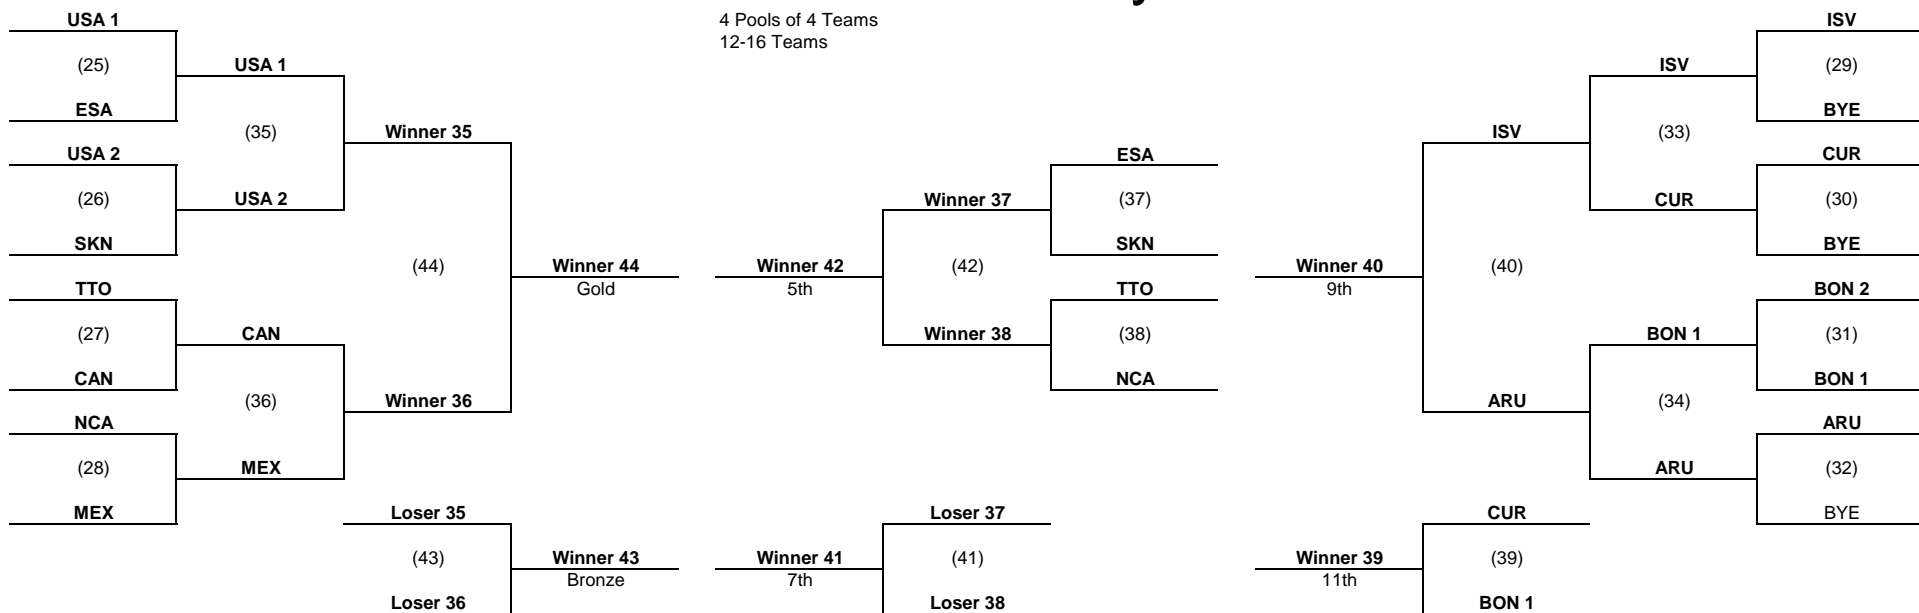 4 Pools of 4 Teams
12-16 Teams
USA 1
(25)
ESA
USA 2
(26)
SKN
TTO
(27)
CAN
NCA
(28)
MEX
USA 1
(35)
USA 2
CAN
(36)
MEX
Winner 35
(44)
Winner 36
Winner 44
Gold
Loser 35
(43)
Loser 36
Winner 43
Bronze
Winner 42
5th
Winner 37
(42)
Winner 38
ESA
(37)
SKN
TTO
(38)
NCA
Winner 41
7th
Loser 37
(41)
Loser 38
Winner 40
9th
ISV
(40)
ARU
ISV
(33)
CUR
BON 1
(34)
ARU
ISV
(29)
BYE
CUR
(30)
BYE
BON 2
(31)
BON 1
ARU
(32)
BYE
Winner 39
11th
CUR
(39)
BON 1